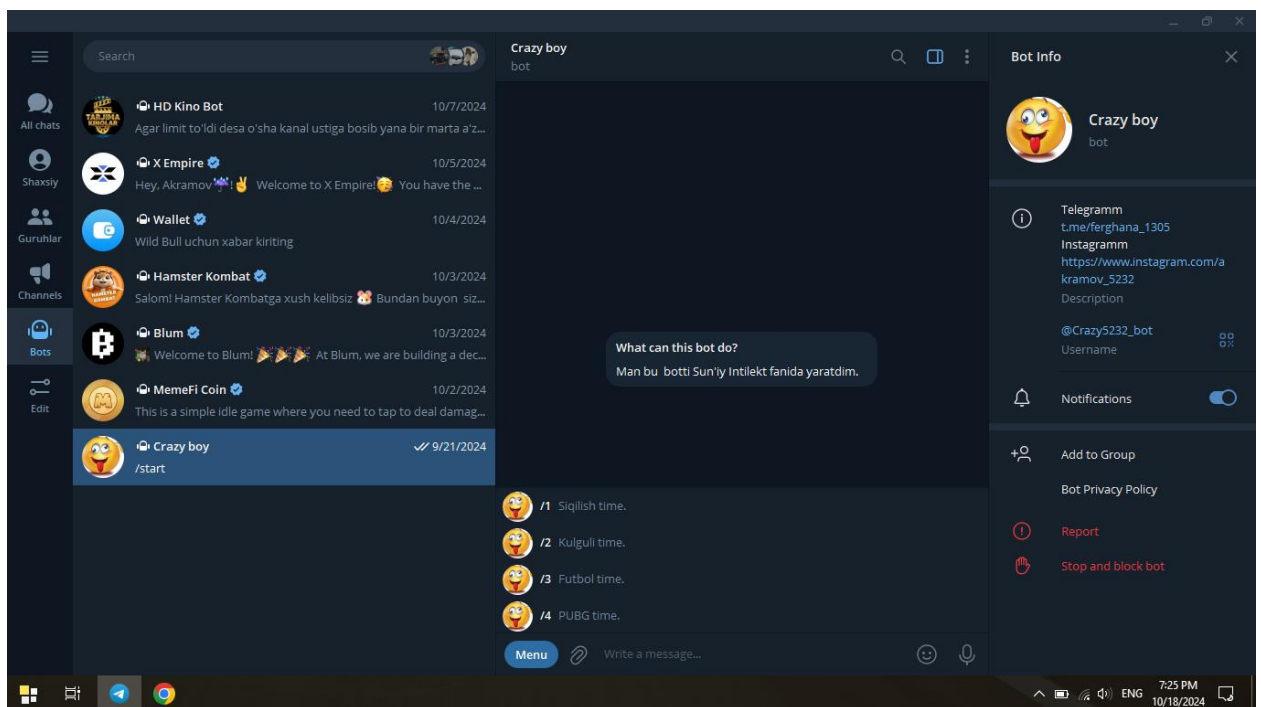 Search
All chats
Shaxsiy
Guruhlar
Channels
Bots
Edit
HD Kino Bot 10/7/2024
Agar limit to'ldi desa o'sha kanal ustiga bosib yana bir marta a'z...
X Empire 10/5/2024
Hey, Akramov☔!✌ Welcome to X Empire!🥳 You have the ...
Wallet 10/4/2024
Wild Bull uchun xabar kiriting
Hamster Kombat 10/3/2024
Salom! Hamster Kombatga xush kelibsiz 🐹 Bundan buyon siz...
Blum 10/3/2024
Welcome to Blum! 🎉🎉🎉 At Blum, we are building a dec...
MemeFi Coin 10/2/2024
This is a simple idle game where you need to tap to deal damag...
Crazy boy 9/21/2024
/start
Crazy boy
bot
What can this bot do?
Man bu botti Sun'iy Intilekt fanida yaratdim.
/1 Siqilish time.
/2 Kulguli time.
/3 Futbol time.
/4 PUBG time.
Menu Write a message...
Bot Info
Crazy boy
bot
Telegramm
t.me/ferghana_1305
Instagramm
https://www.instagram.com/a
kramov_5232
Description
@Crazy5232_bot
Username
Notifications
Add to Group
Bot Privacy Policy
Report
Stop and block bot
ENG
7:25 PM
10/18/2024